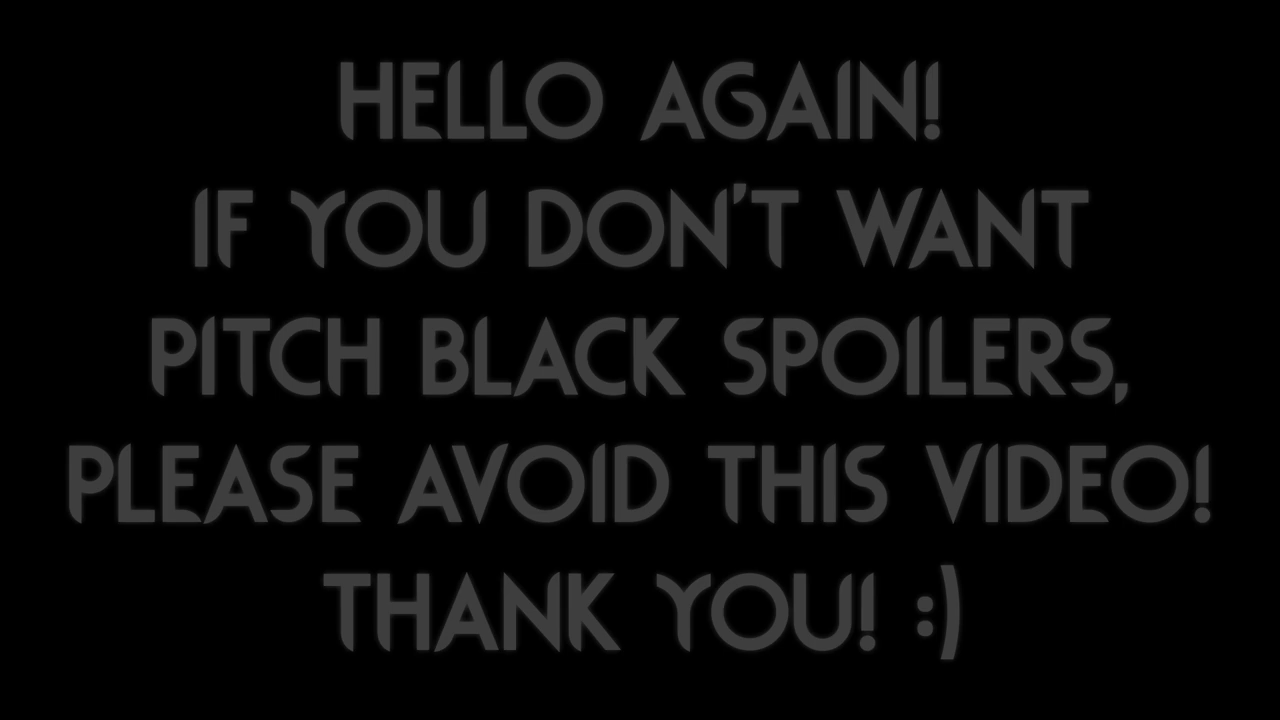 HELLO AGAIN!
IF YOU DON'T WANT
PITCH BLACK SPOILERS,
PLEASE AVOID THIS VIDEO!
THANK YOU! :)